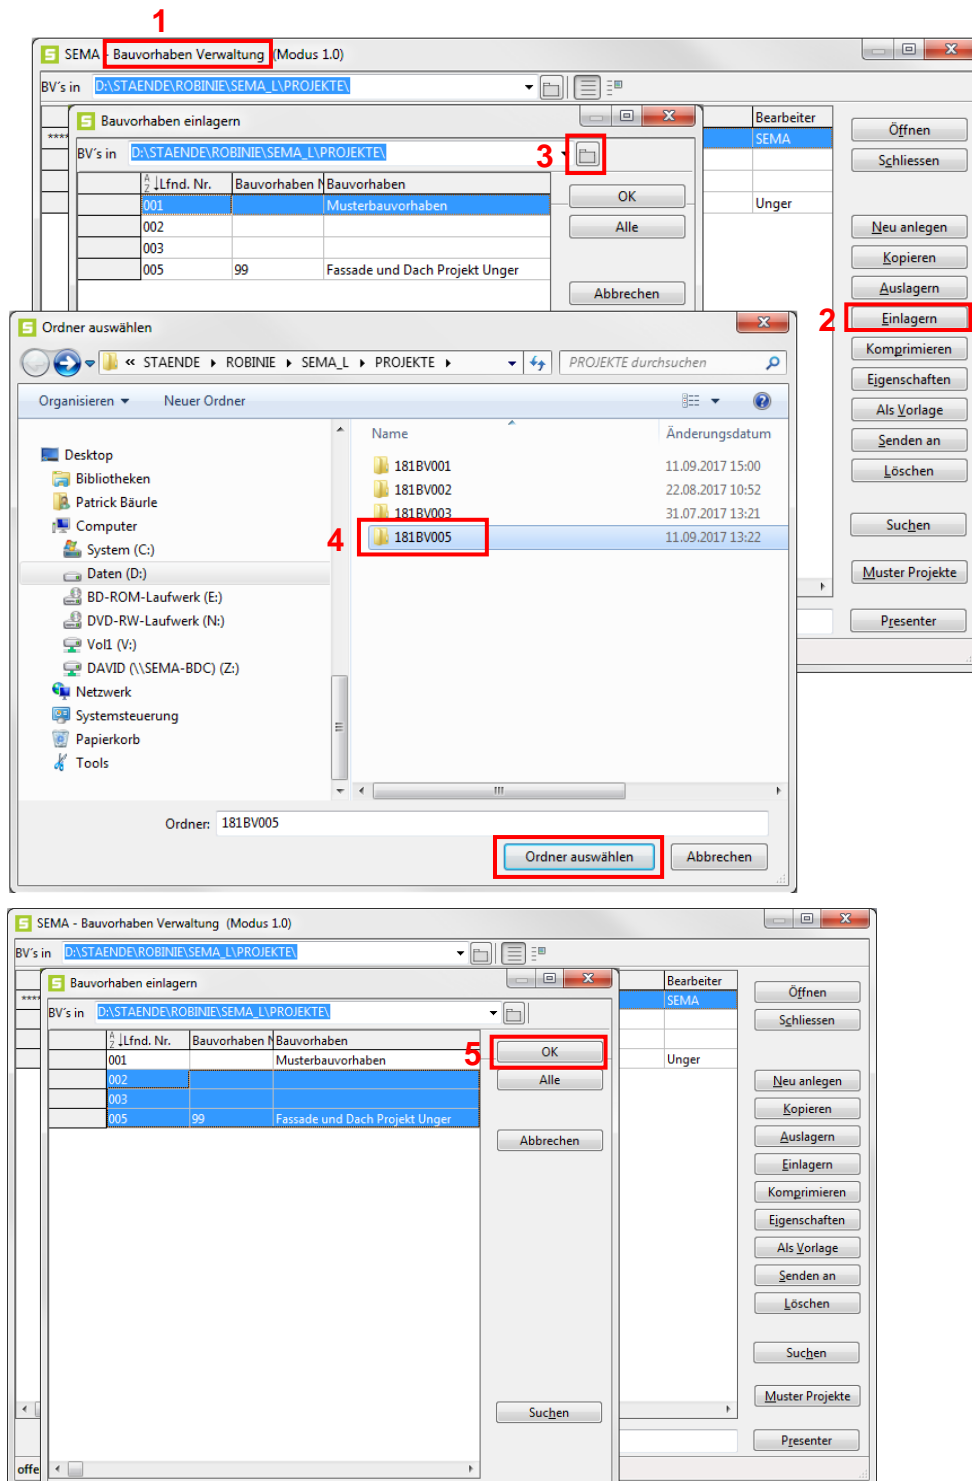 1
SEMA - Bauvorhaben Verwaltung (Modus 1.0)
BV's in D:\STAENDE\ROBINIE\SEMA_L\PROJEKTE\
Bearbeiter
SEMA
Unger
Bauvorhaben einlagern
BV's in D:\STAENDE\ROBINIE\SEMA_L\PROJEKTE\
3
Lfnd. Nr. Bauvorhaben N Bauvorhaben
001 Musterbauvorhaben
002
003
005 99 Fassade und Dach Projekt Unger
OK
Alle
Abbrechen
Öffnen
Schliessen
Neu anlegen
Kopieren
Auslagern
2 Einlagern
Komprimieren
Eigenschaften
Als Vorlage
Senden an
Löschen
Suchen
Muster Projekte
Presenter
Ordner auswählen
« STAENDE ROBINIE SEMA_L PROJEKTE
PROJEKTE durchsuchen
Organisieren Neuer Ordner
Desktop
Bibliotheken
Patrick Bäurle
Computer
System (C:)
Daten (D:)
BD-ROM-Laufwerk (E:)
DVD-RW-Laufwerk (N:)
Vol1 (V:)
DAVID (\\SEMA-BDC) (Z:)
Netzwerk
Systemsteuerung
Papierkorb
Tools
Name Änderungsdatum
181BV001 11.09.2017 15:00
181BV002 22.08.2017 10:52
181BV003 31.07.2017 13:21
4 181BV005 11.09.2017 13:22
Ordner: 181BV005
Ordner auswählen Abbrechen
SEMA - Bauvorhaben Verwaltung (Modus 1.0)
BV's in D:\STAENDE\ROBINIE\SEMA_L\PROJEKTE\
Bearbeiter
SEMA
Unger
Bauvorhaben einlagern
BV's in D:\STAENDE\ROBINIE\SEMA_L\PROJEKTE\
Lfnd. Nr. Bauvorhaben N Bauvorhaben
001 Musterbauvorhaben
002
003
005 99 Fassade und Dach Projekt Unger
5 OK
Alle
Abbrechen
Suchen
Öffnen
Schliessen
Neu anlegen
Kopieren
Auslagern
Einlagern
Komprimieren
Eigenschaften
Als Vorlage
Senden an
Löschen
Suchen
Muster Projekte
Presenter
offe